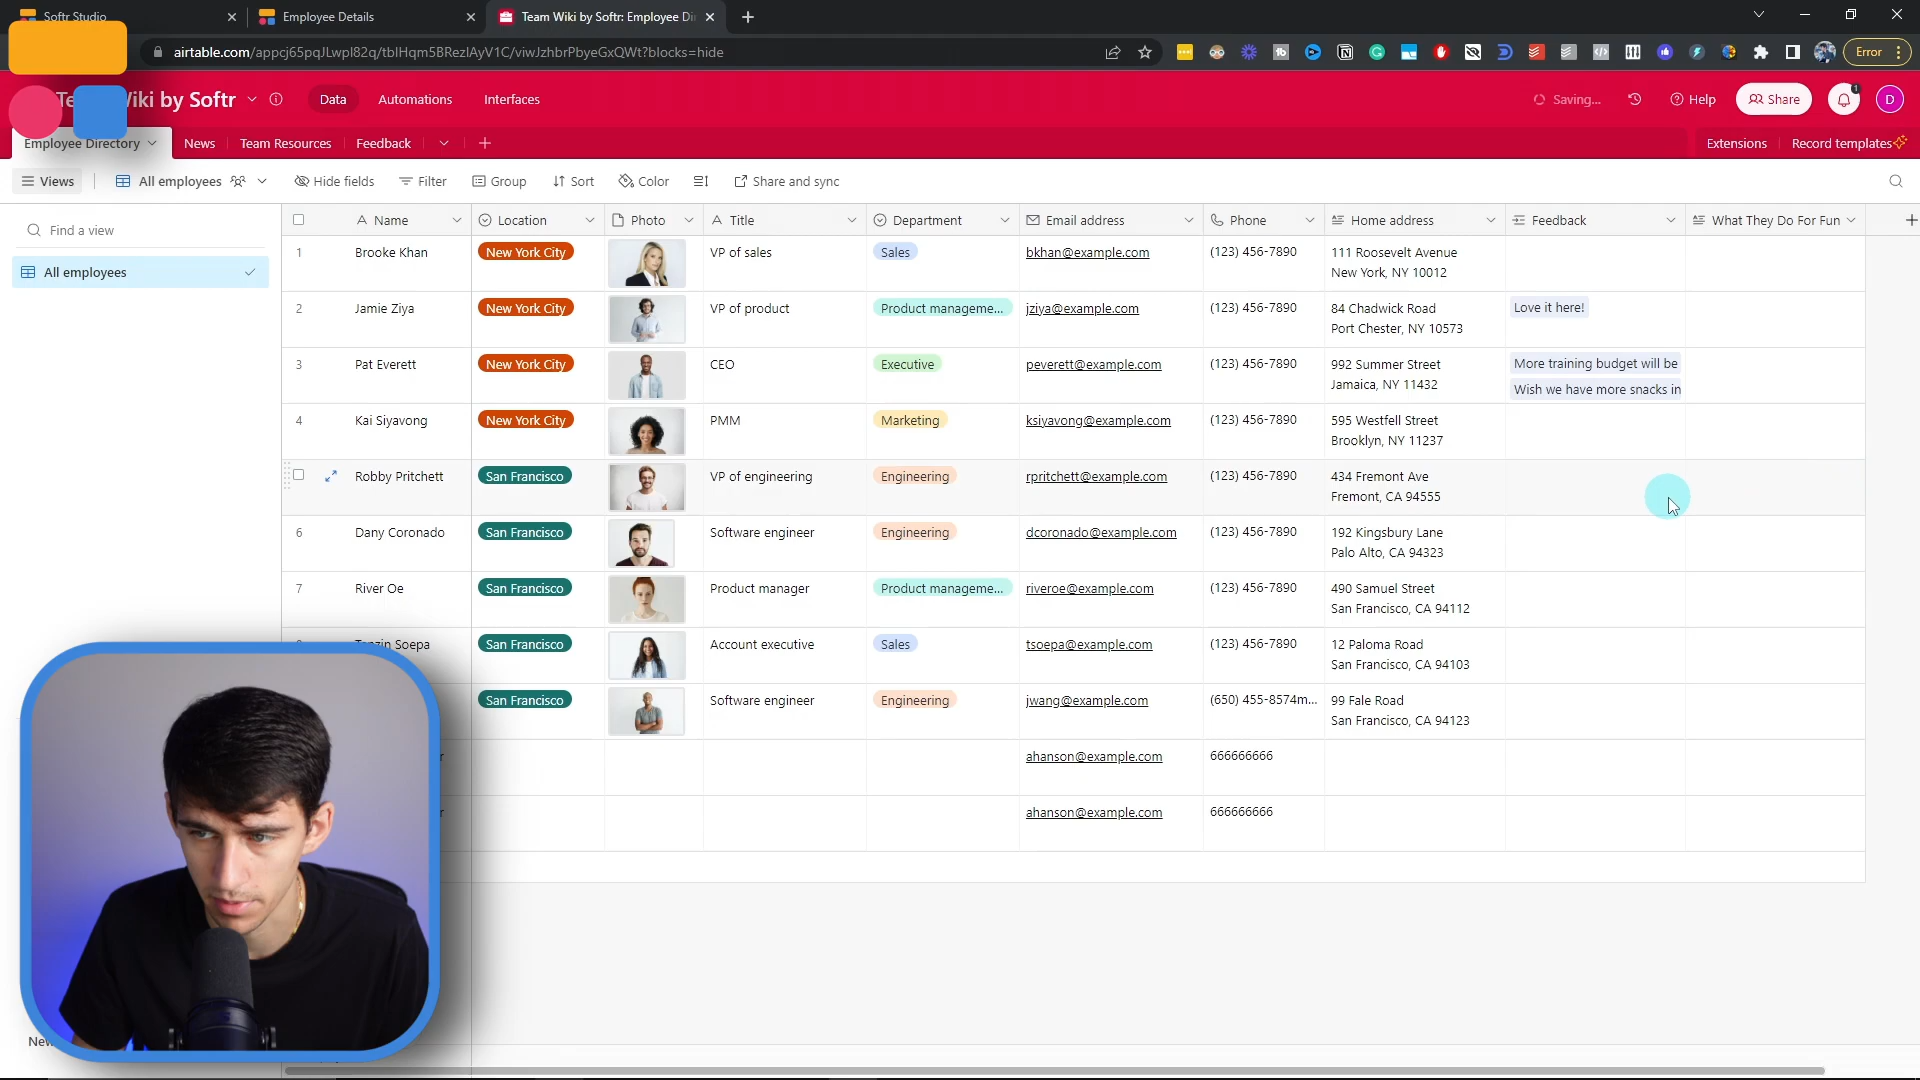 Softr Studio
Employee Details
Team Wiki by Softr: Employee Di
airtable.com/appcj65pqJLwpl82q/tblHqm5BRezlAyV1C/viwJzhbrPbyeGxQWt?blocks=hide
Error
Te Wiki by Softr
Data
Automations
Interfaces
Saving...
Help
Share
1
D
Employee Directory
News
Team Resources
Feedback
Extensions
Record templates
Views
All employees
Hide fields
Filter
Group
Sort
Color
Share and sync
Find a view
All employees
Name Location Photo Title Department Email address Phone Home address Feedback What They Do For Fun
1 Brooke Khan New York City VP of sales Sales bkhan@example.com (123) 456-7890 111 Roosevelt Avenue
New York, NY 10012
2 Jamie Ziya New York City VP of product Product manageme... jziya@example.com (123) 456-7890 84 Chadwick Road Love it here!
Port Chester, NY 10573
3 Pat Everett New York City CEO Executive peverett@example.com (123) 456-7890 992 Summer Street More training budget will be
Jamaica, NY 11432 Wish we have more snacks in
4 Kai Siyavong New York City PMM Marketing ksiyavong@example.com (123) 456-7890 595 Westfell Street
Brooklyn, NY 11237
Robby Pritchett San Francisco VP of engineering Engineering rpritchett@example.com (123) 456-7890 434 Fremont Ave
Fremont, CA 94555
6 Dany Coronado San Francisco Software engineer Engineering dcoronado@example.com (123) 456-7890 192 Kingsbury Lane
Palo Alto, CA 94323
7 River Oe San Francisco Product manager Product manageme... riveroe@example.com (123) 456-7890 490 Samuel Street
San Francisco, CA 94112
Tenzin Soepa San Francisco Account executive Sales tsoepa@example.com (123) 456-7890 12 Paloma Road
San Francisco, CA 94103
San Francisco Software engineer Engineering jwang@example.com (650) 455-8574m... 99 Fale Road
San Francisco, CA 94123
r ahanson@example.com 666666666
r ahanson@example.com 666666666
New